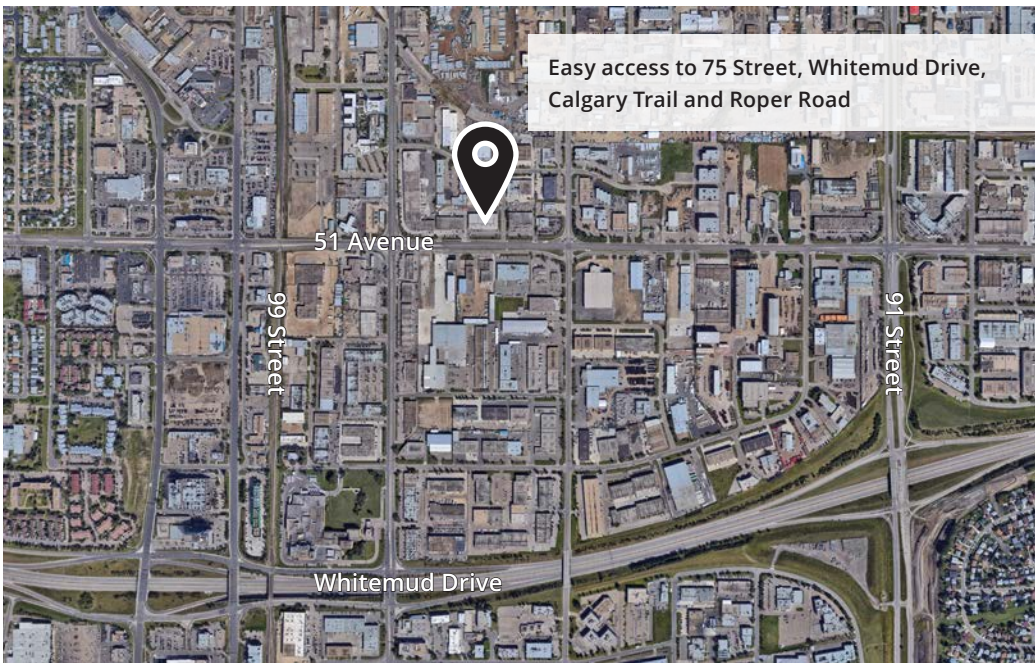 Easy access to 75 Street, Whitemud Drive,
Calgary Trail and Roper Road
51 Avenue
99 Street
91 Street
Whitemud Drive